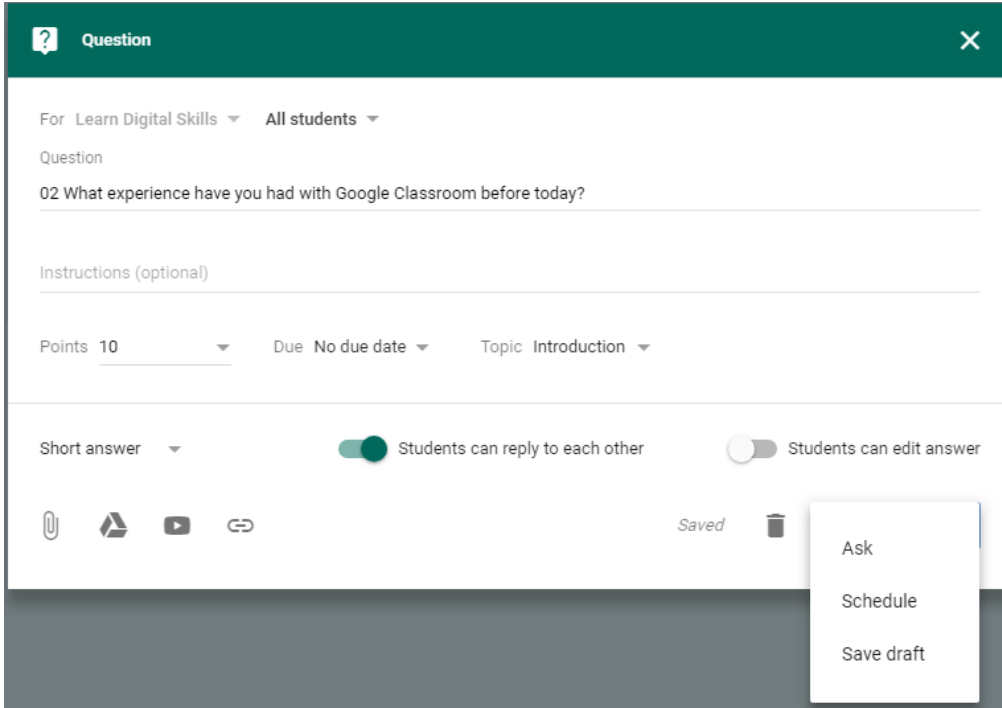 Question
For Learn Digital Skills All students
Question
02 What experience have you had with Google Classroom before today?
Instructions (optional)
Points 10 Due No due date Topic Introduction
Short answer Students can reply to each other Students can edit answer
Saved
Ask
Schedule
Save draft